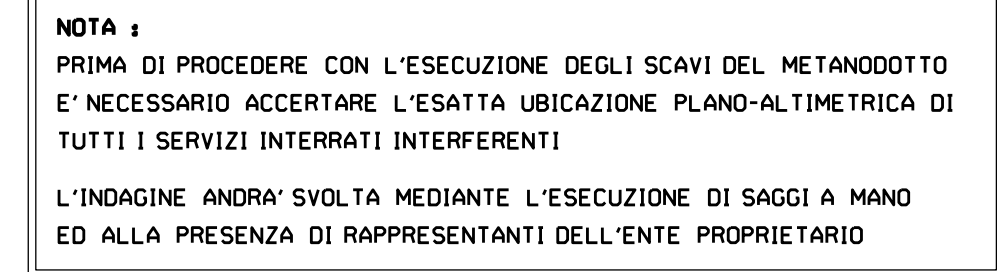 NOTA :
PRIMA DI PROCEDERE CON L'ESECUZIONE DEGLI SCAVI DEL METANODOTTO
E' NECESSARIO ACCERTARE L'ESATTA UBICAZIONE PLANO-ALTIMETRICA DI
TUTTI I SERVIZI INTERRATI INTERFERENTI
L'INDAGINE ANDRA' SVOLTA MEDIANTE L'ESECUZIONE DI SAGGI A MANO
ED ALLA PRESENZA DI RAPPRESENTANTI DELL'ENTE PROPRIETARIO